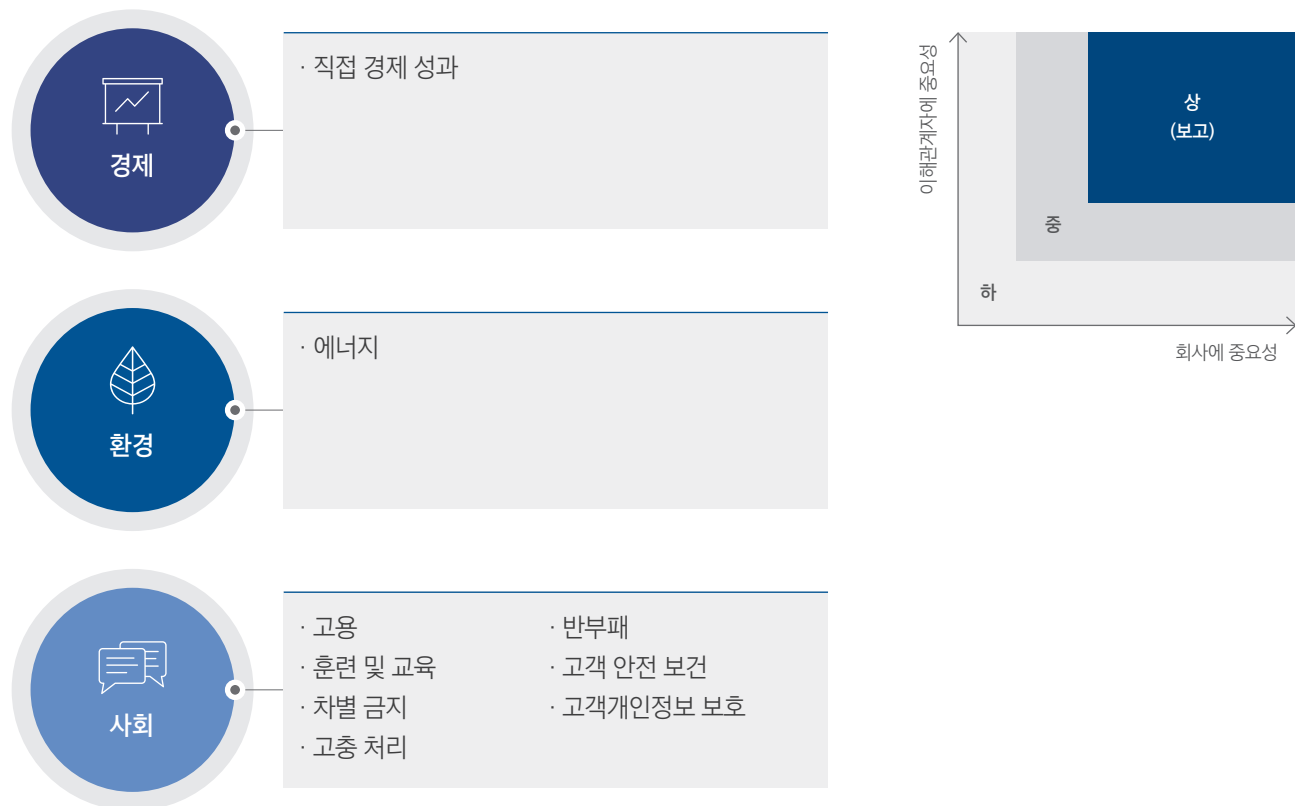 경제
· 직접 경제 성과
환경
· 에너지
사회
· 고용
· 훈련 및 교육
· 차별 금지
· 고충 처리
· 반부패
· 고객 안전 보건
· 고객개인정보 보호
이해관계자에 중요성
상
(보고)
중
하
회사에 중요성